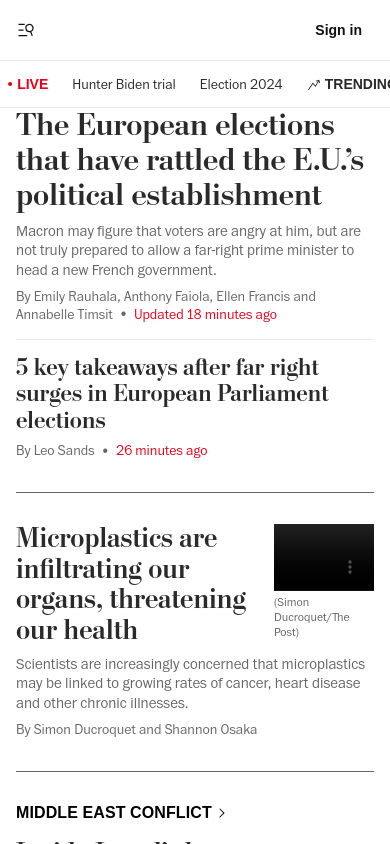 Sign in
• LIVE Hunter Biden trial Election 2024 TRENDING
The European elections
that have rattled the E.U.’s
political establishment
Macron may figure that voters are angry at him, but are
not truly prepared to allow a far-right prime minister to
head a new French government.
By Emily Rauhala, Anthony Faiola, Ellen Francis and
Annabelle Timsit • Updated 18 minutes ago
5 key takeaways after far right
surges in European Parliament
elections
By Leo Sands • 26 minutes ago
Microplastics are
infiltrating our
organs, threatening
our health
(Simon
Ducroquet/The
Post)
Scientists are increasingly concerned that microplastics
may be linked to growing rates of cancer, heart disease
and other chronic illnesses.
By Simon Ducroquet and Shannon Osaka
MIDDLE EAST CONFLICT